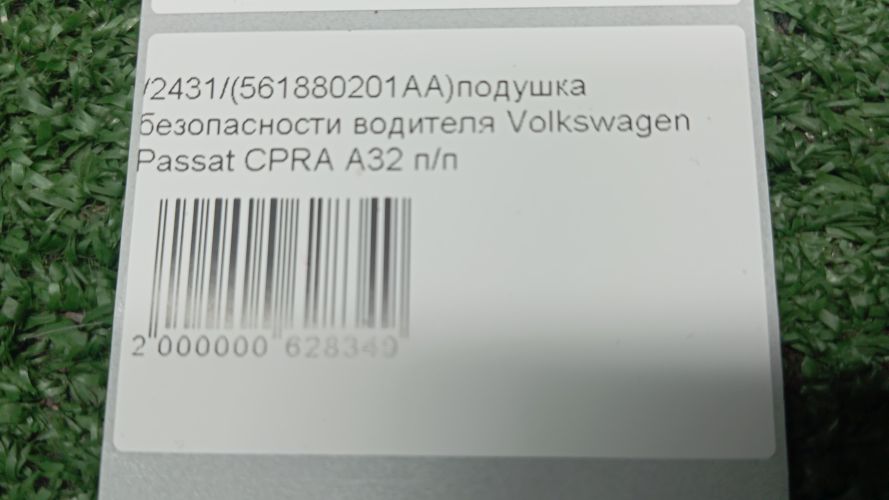 /2431/(561880201AA)подушка
безопасности водителя Volkswagen
Passat CPRA A32 п/п
2 000000 628349